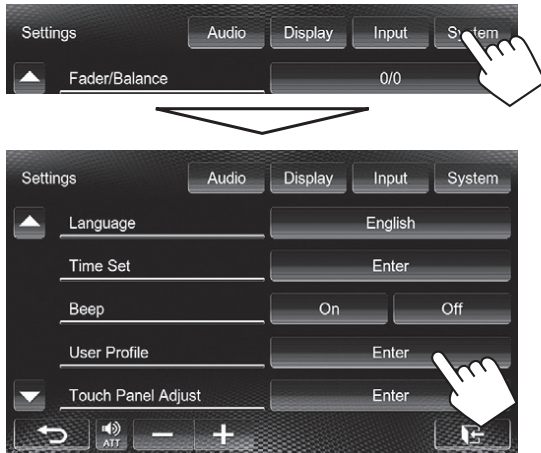 Settings Audio Display Input System
Fader/Balance 0/0
Settings Audio Display Input System
Language English
Time Set Enter
Beep On Off
User Profile Enter
Touch Panel Adjust Enter
ATT